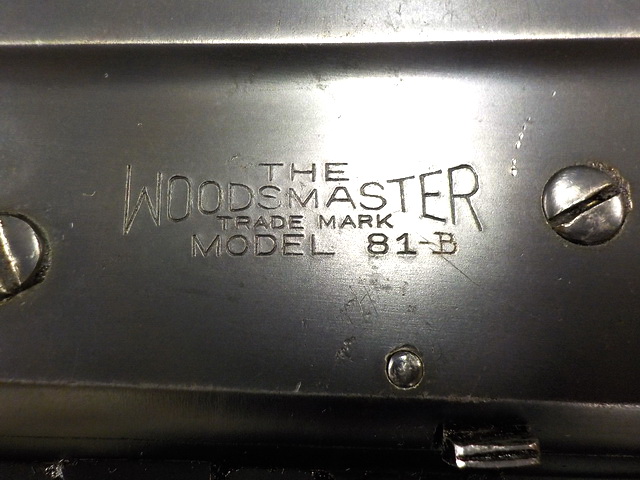 THE
WOODSMASTER
TRADE MARK
MODEL 81-B